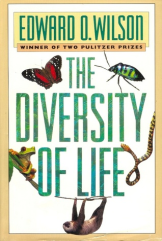 EDWARD O. WILSON
WINNER OF TWO PULITZER PRIZES
THE
DIVERSITY
OF LIFE